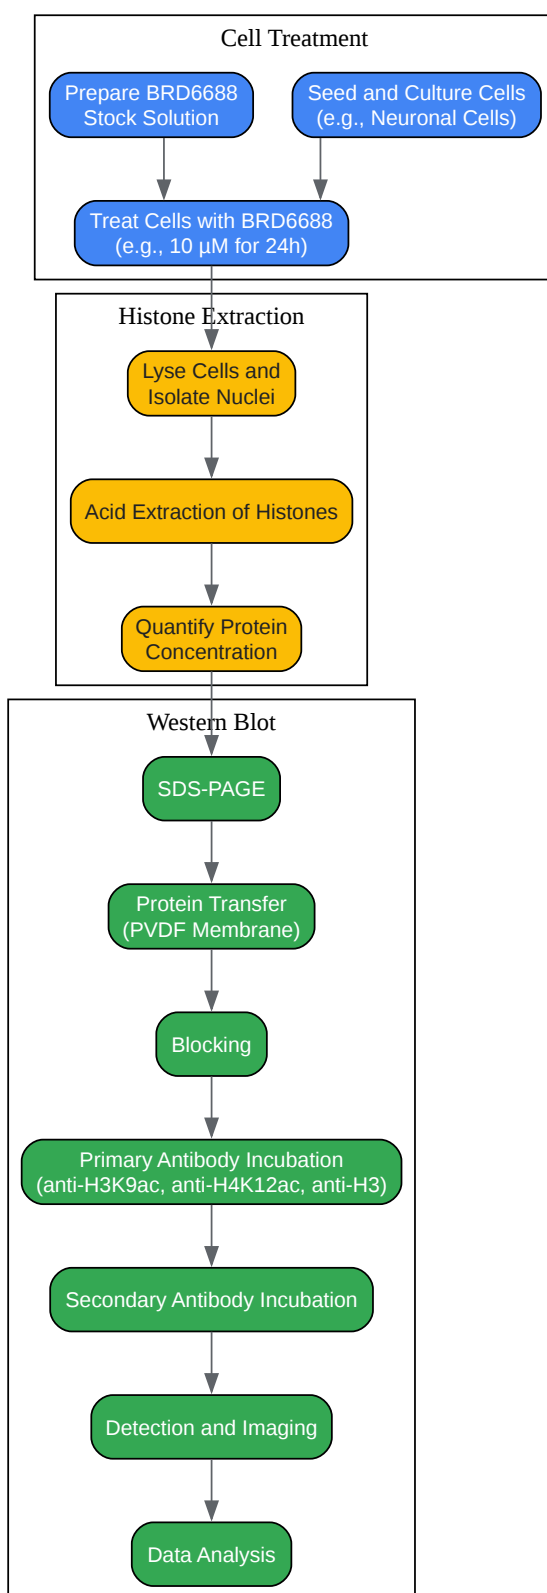 Cell Treatment
Prepare BRD6688
Stock Solution
Seed and Culture Cells
(e.g., Neuronal Cells)
Treat Cells with BRD6688
(e.g., 10 µM for 24h)
Histone Extraction
Lyse Cells and
Isolate Nuclei
Acid Extraction of Histones
Quantify Protein
Concentration
Western Blot
SDS-PAGE
Protein Transfer
(PVDF Membrane)
Blocking
Primary Antibody Incubation
(anti-H3K9ac, anti-H4K12ac, anti-H3)
Secondary Antibody Incubation
Detection and Imaging
Data Analysis